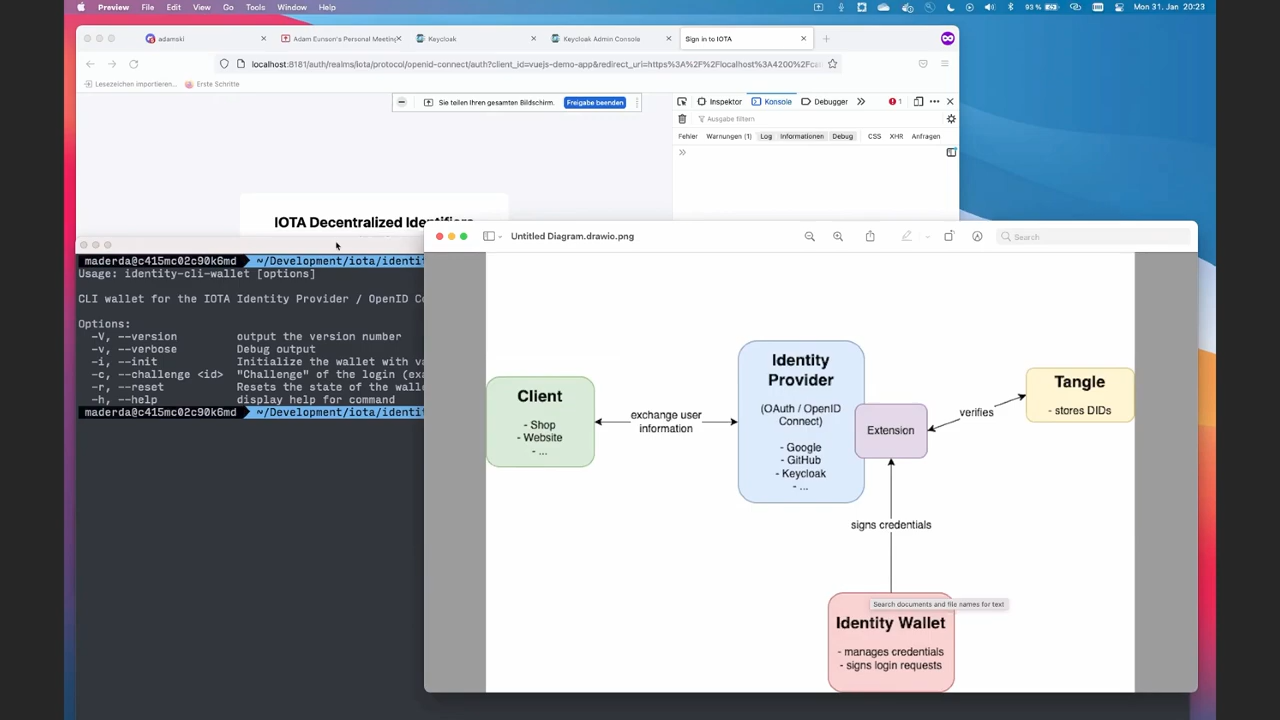 Preview File Edit View Go Tools Window Help
93 % Mon 31. Jan 20:23
adamski
Adam Eunson's Personal Meeting
Keycloak
Keycloak Admin Console
Sign in to IOTA
localhost:8181/auth/realms/iota/protocol/openid-connect/auth?client_id=vuejs-demo-app&redirect_uri=https%3A%2F%2Flocalhost%3A4200%2Fca
Lesezeichen importieren... Erste Schritte
Sie teilen Ihren gesamten Bildschirm. Freigabe beenden
Inspektor Konsole Debugger 1
Ausgabe filtern
Fehler Warnungen (1) Log Informationen Debug CSS XHR Anfragen
IOTA Decentralized Identifiers
maderda@c415mc02c90k6md ~/Development/iota/identit
Usage: identity-cli-wallet [options]
CLI wallet for the IOTA Identity Provider / OpenID Co
Options:
-V, --version output the version number
-v, --verbose Debug output
-i, --init Initialize the wallet with va
-c, --challenge <id> "Challenge" of the login (exa
-r, --reset Resets the state of the walle
-h, --help display help for command
maderda@c415mc02c90k6md ~/Development/iota/identit
Untitled Diagram.drawio.png
Search
Client
- Shop
- Website
- ...
exchange user
information
Identity
Provider
(OAuth / OpenID
Connect)
- Google
- GitHub
- Keycloak
- ...
Extension
verifies
Tangle
- stores DIDs
signs credentials
Search documents and file names for text
Identity Wallet
- manages credentials
- signs login requests